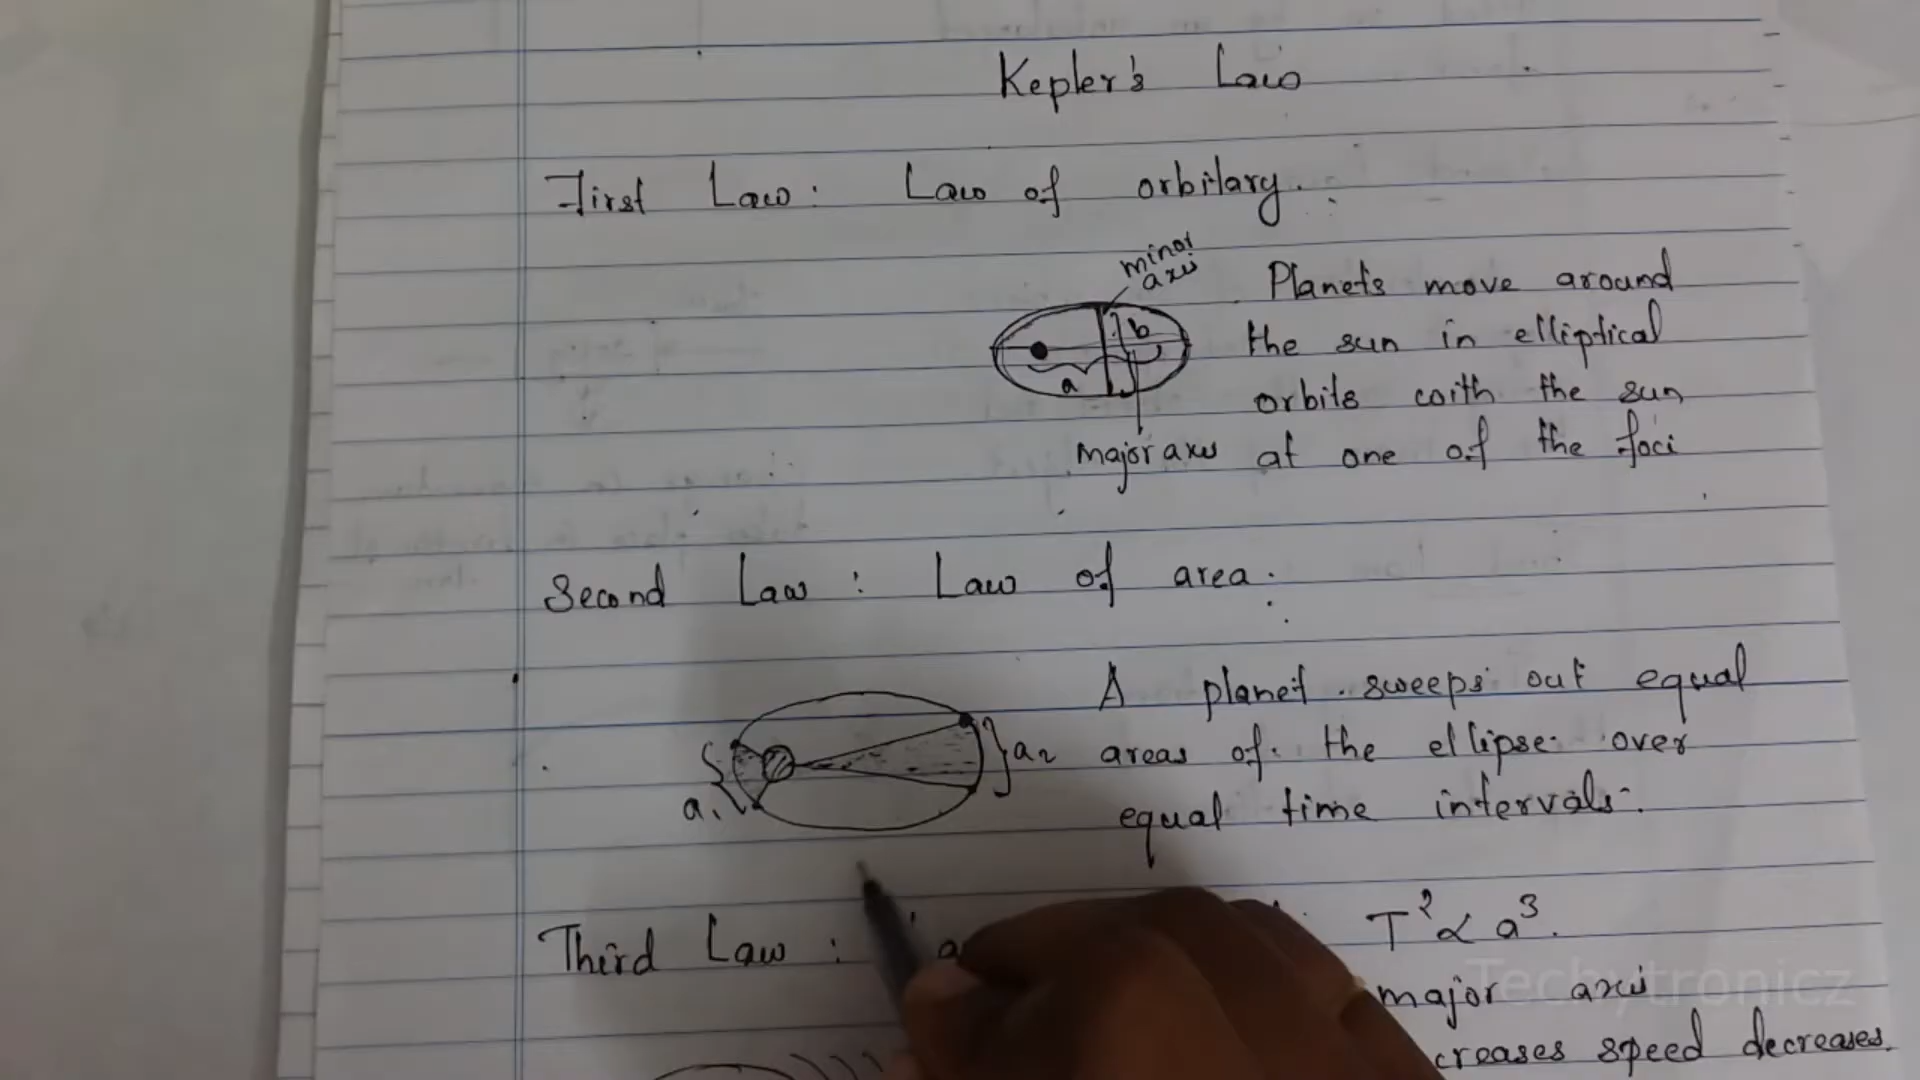 Kepler's Law
First Law: Law of orbitary.
minor
axis
b
a
major axis
Planets move around
the sun in elliptical
orbits with the sun
at one of the foci
Second Law: Law of area.
a₁
a₂
A planet sweeps out equal
areas of the ellipse over
equal time intervals.
Third Law:
T² ∝ a³.
major axis
creases speed decreases.
Techytronicz